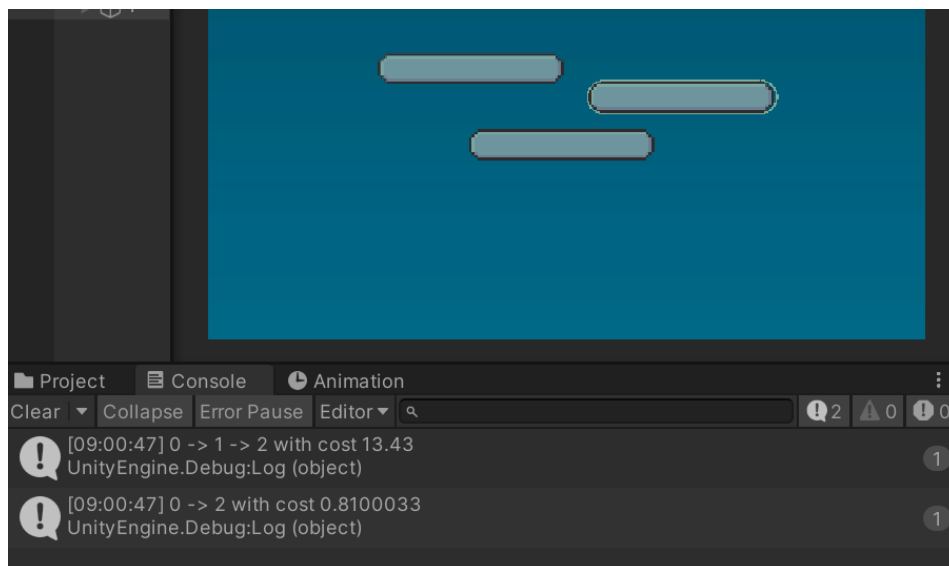 Project Console Animation
Clear Collapse Error Pause Editor 2 0 0
[09:00:47] 0 -> 1 -> 2 with cost 13.43
UnityEngine.Debug:Log (object)
1
[09:00:47] 0 -> 2 with cost 0.8100033
UnityEngine.Debug:Log (object)
1